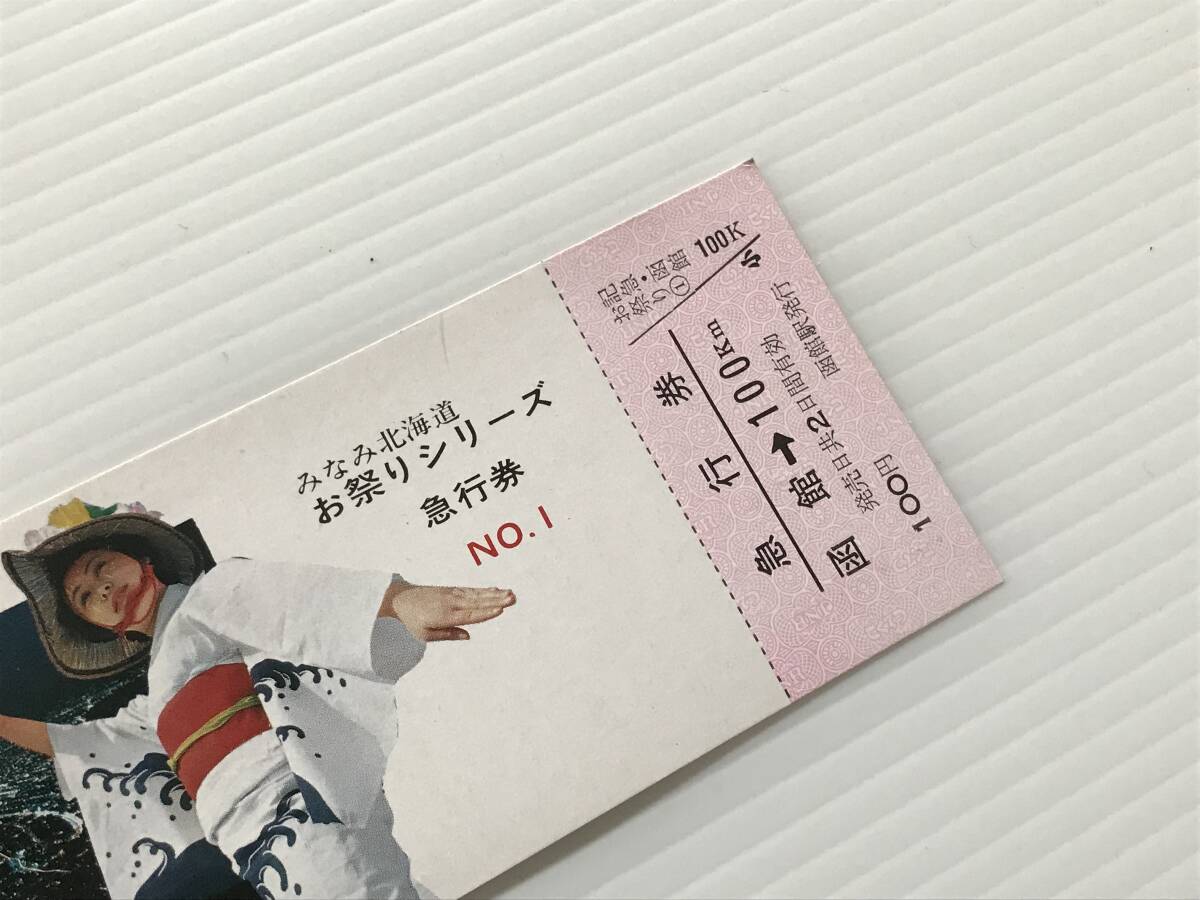 みなみ北海道
お祭りシリーズ
急行券
NO.1
記急・函館
お祭り①
100K
小
急行券
函館➡100Km
発売日共2日間有効
100円 函館駅発行